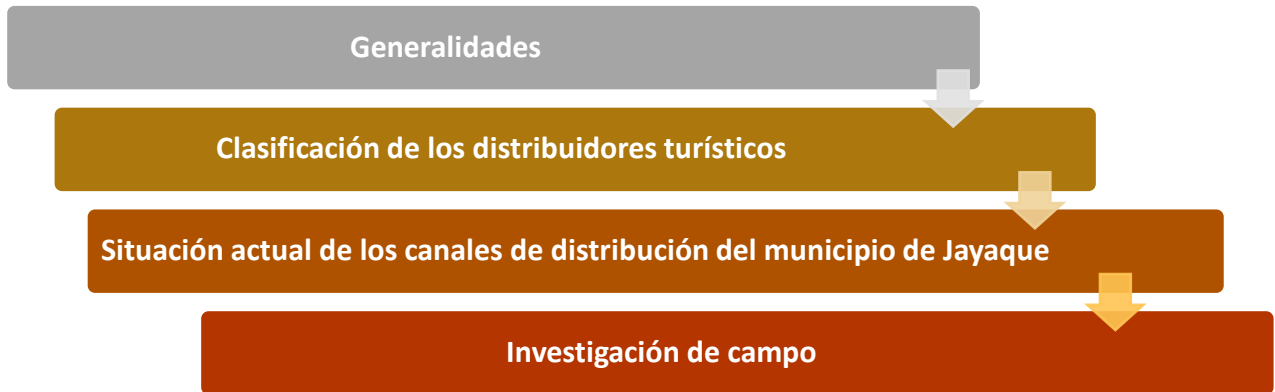 Generalidades
Clasificación de los distribuidores turísticos
Situación actual de los canales de distribución del municipio de Jayaque
Investigación de campo